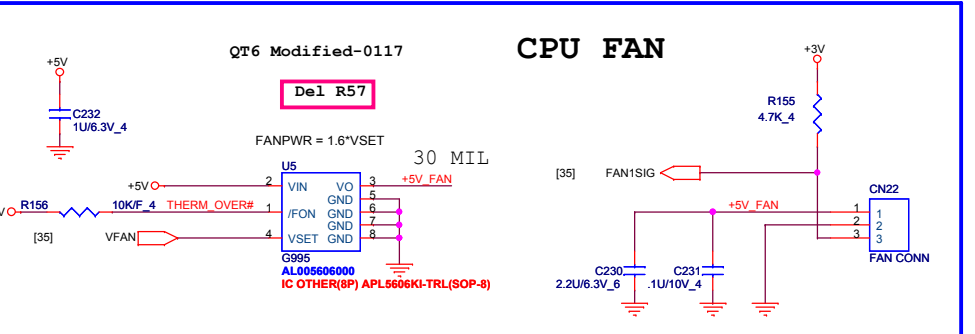 QT6 Modified-0117
CPU FAN
+5V
Del R57
+3V
C232
1U/6.3V_4
R155
4.7K_4
FANPWR = 1.6*VSET
30 MIL
U5
[35] FAN1SIG
+5V
2 VIN VO 3 +5V_FAN
GND 5
R156 10K/F_4 THERM_OVER# 1 /FON GND 6
GND 7
[35] VFAN 4 VSET GND 8
CN22
+5V_FAN 1 1
2 2
3 3
FAN CONN
G995
AL005606000
IC OTHER(8P) APL5606KI-TRL(SOP-8)
C230
2.2U/6.3V_6
C231
.1U/10V_4